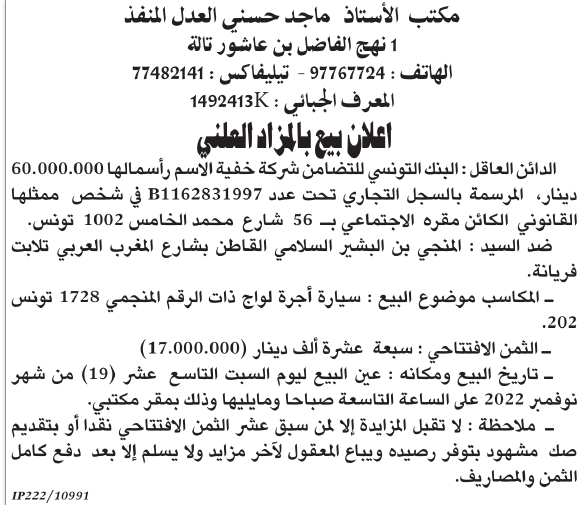 مكتب الأستاذ ماجد حسني العدل المنفذ
1 نهج الفاضل بن عاشور تالة
الهاتف : 97767724 - تيليفاكس : 77482141
المعرف الجبائي : 1492413K
اعلان بيع بالمزاد العلني
الدائن العاقل : البنك التونسي للتضامن شركة خفية الاسم رأسمالها 60.000.000
دينار، المرسمة بالسجل التجاري تحت عدد B1162831997 في شخص ممثلها
القانوني الكائن مقره الاجتماعي بـ 56 شارع محمد الخامس 1002 تونس.
ضد السيد : المنجي بن البشير السلامي القاطن بشارع المغرب العربي تلابت
فريانة.
ـ المكاسب موضوع البيع : سيارة أجرة لواج ذات الرقم المنجمي 1728 تونس
202.
ـ الثمن الافتتاحي : سبعة عشرة ألف دينار (17.000.000)
ـ تاريخ البيع ومكانه : عين البيع ليوم السبت التاسع عشر (19) من شهر
نوفمبر 2022 على الساعة التاسعة صباحا ومايليها وذلك بمقر مكتبي.
ـ ملاحظة : لا تقبل المزايدة إلا لمن سبق عشر الثمن الافتتاحي نقدا أو بتقديم
صك مشهود بتوفر رصيده ويباع المعقول لآخر مزايد ولا يسلم إلا بعد دفع كامل
الثمن والمصاريف.
IP222/10991